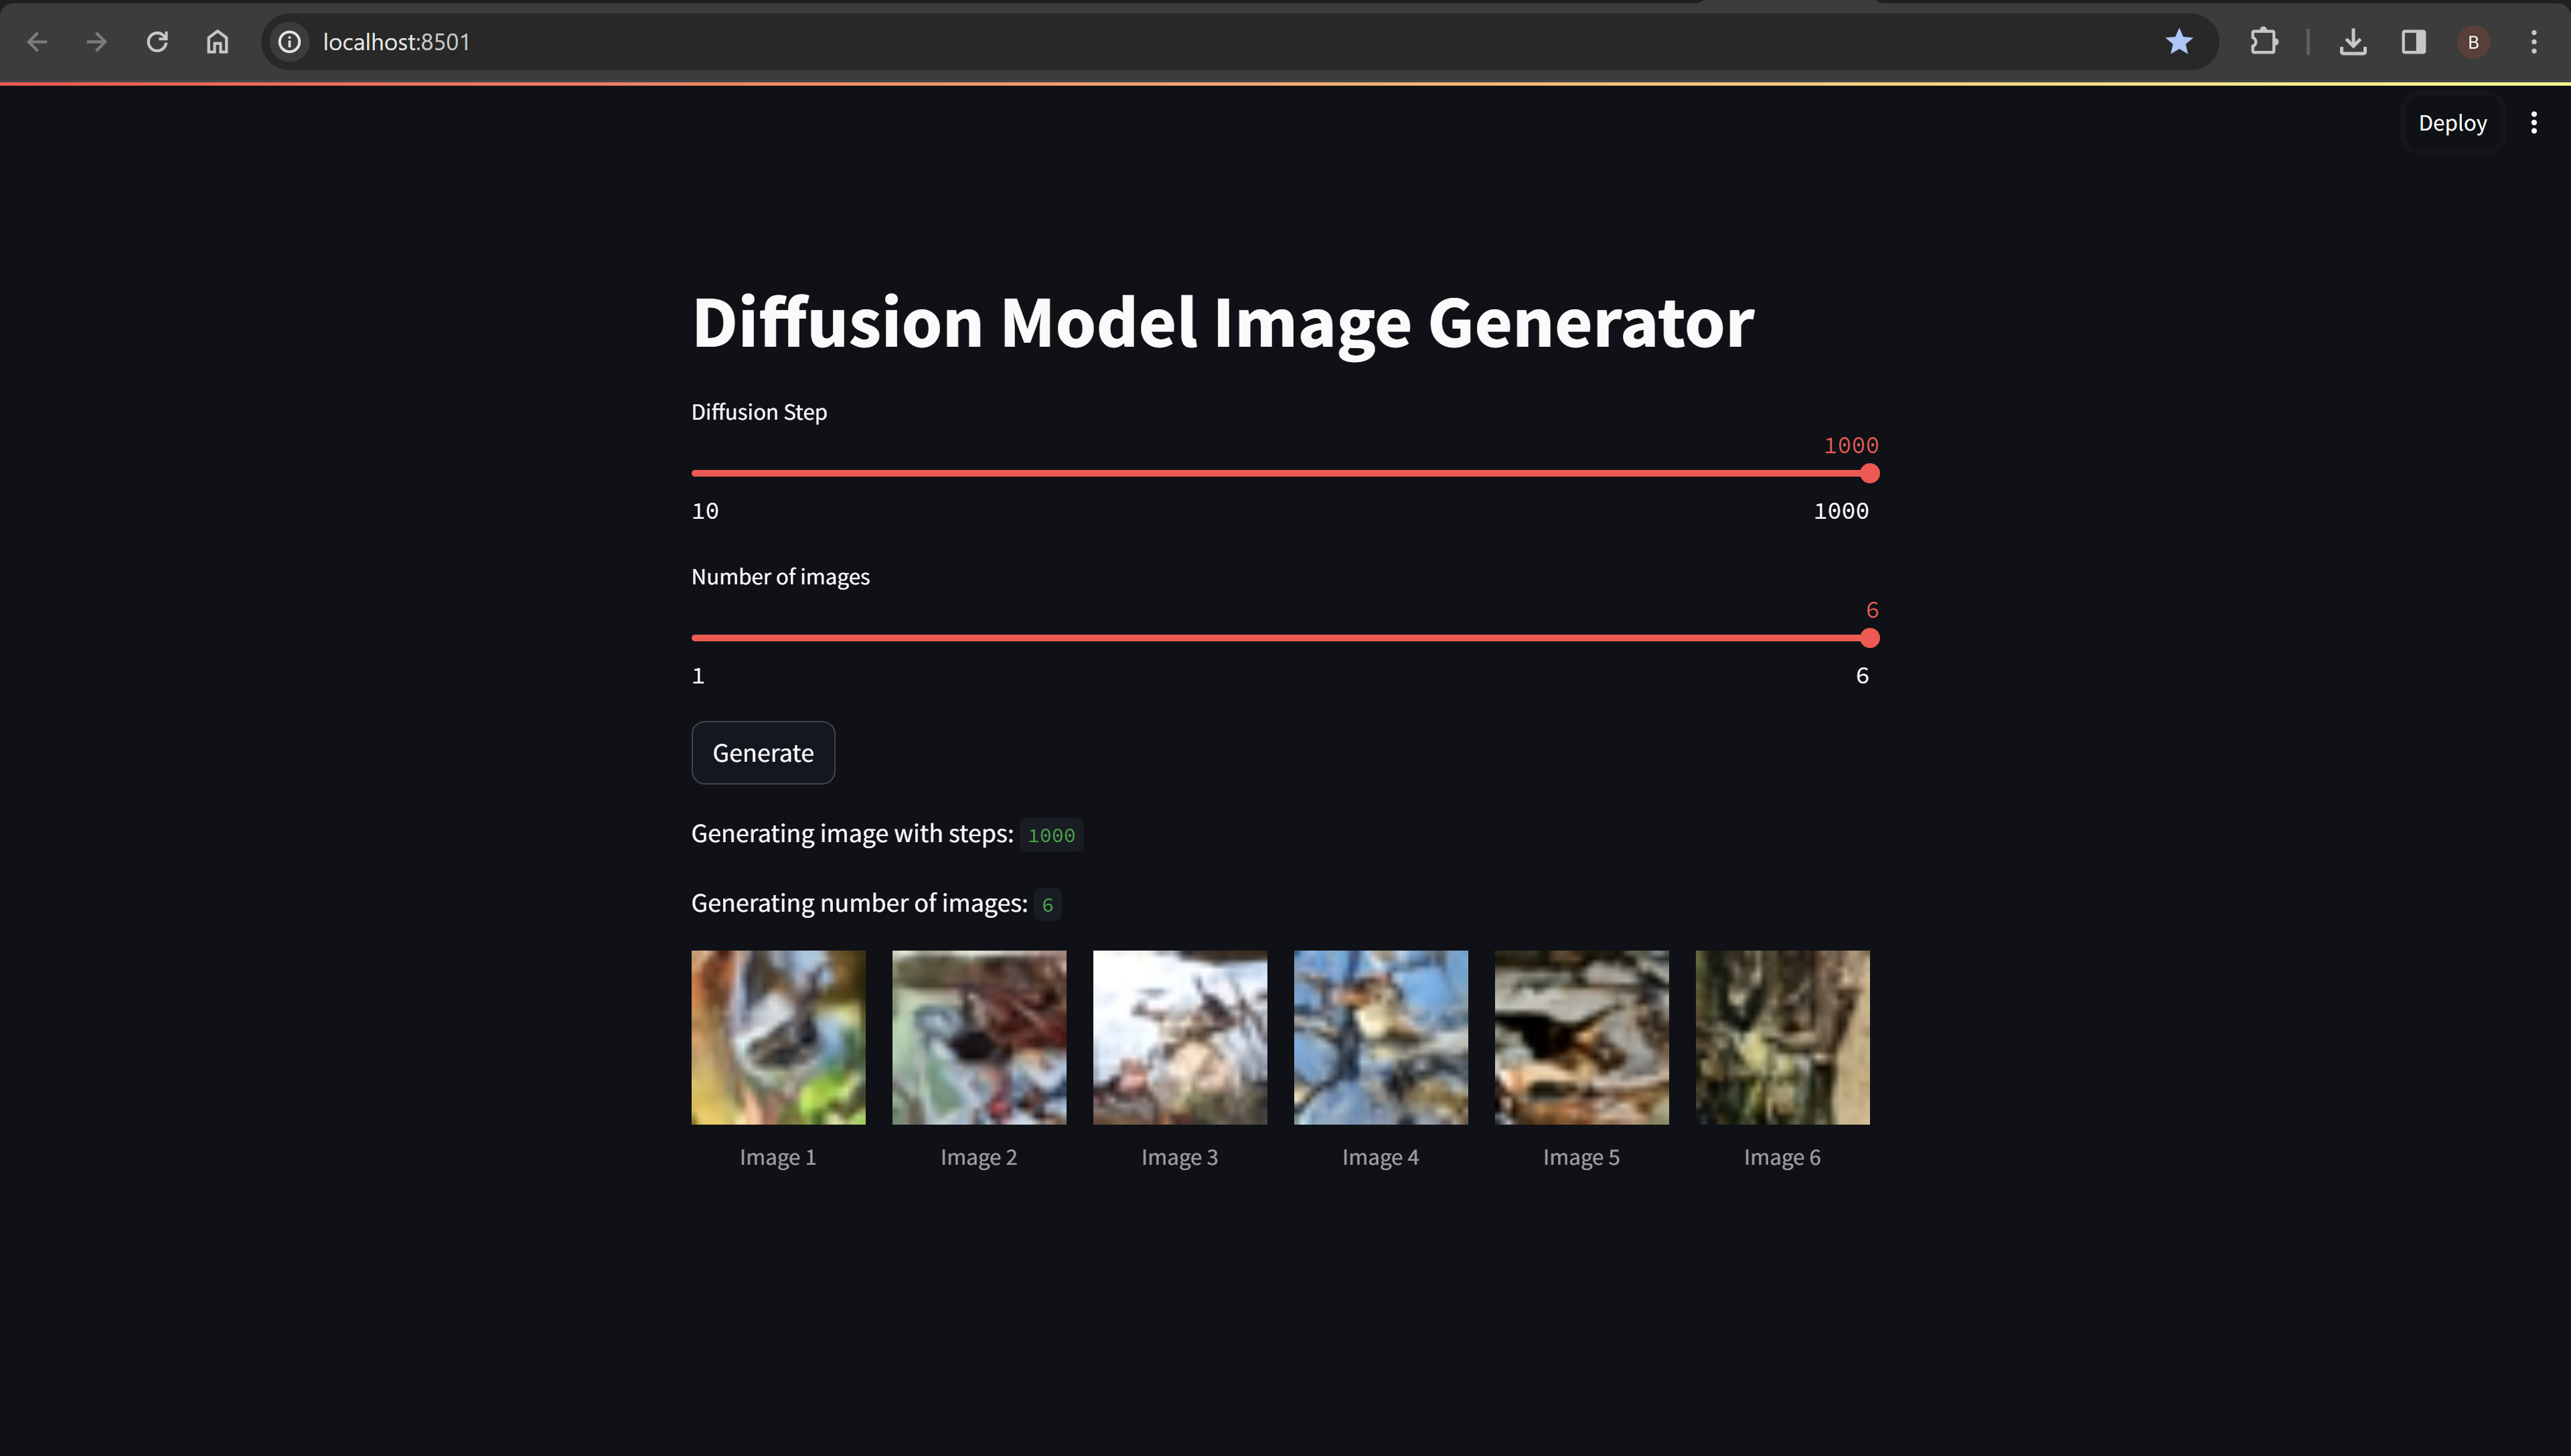 localhost:8501
B
Deploy
Diffusion Model Image Generator
Diffusion Step
1000
10 1000
Number of images
6
1 6
Generate
Generating image with steps: 1000
Generating number of images: 6
Image 1 Image 2 Image 3 Image 4 Image 5 Image 6